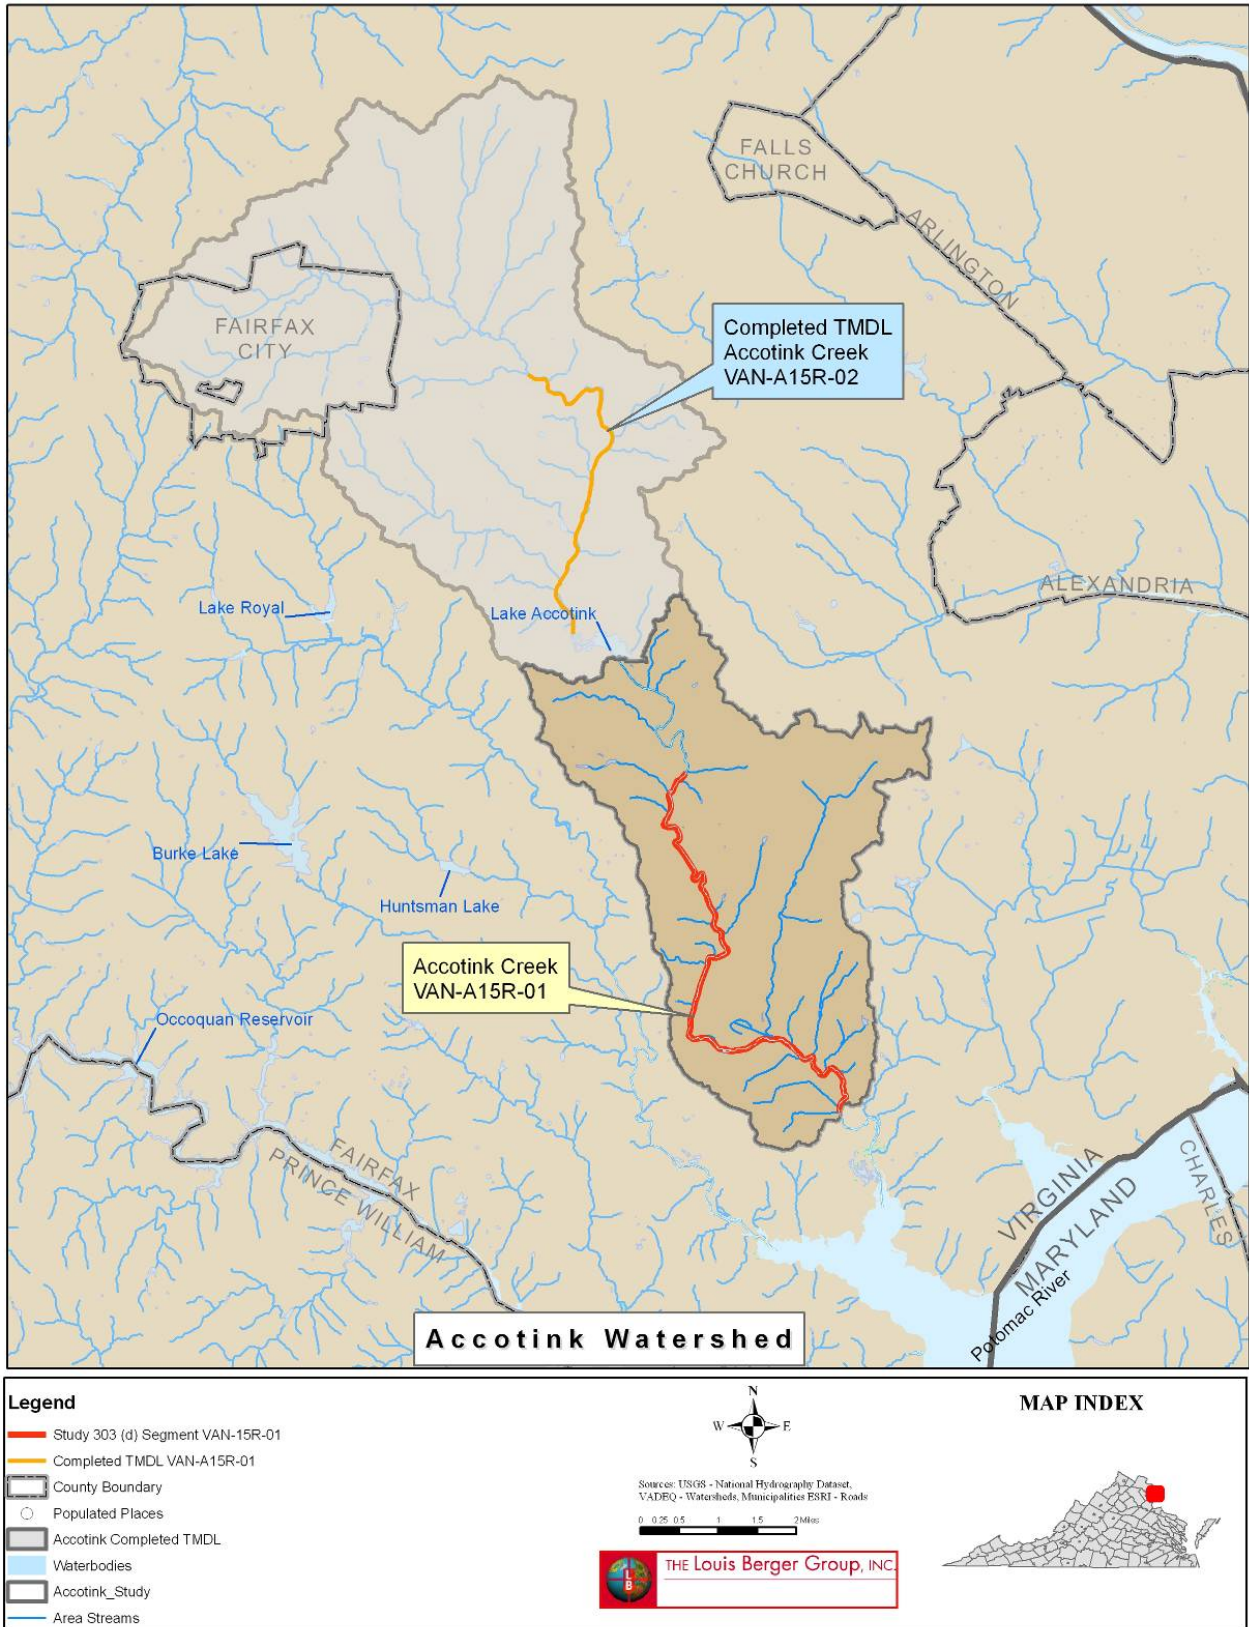 FALLS
CHURCH
ARLINGTON
FAIRFAX
CITY
Completed TMDL
Accotink Creek
VAN-A15R-02
ALEXANDRIA
Lake Royal
Lake Accotink
Burke Lake
Huntsman Lake
Accotink Creek
VAN-A15R-01
Occoquan Reservoir
FAIRFAX
PRINCE WILLIAM
VIRGINIA
MARYLAND
CHARLES
Potomac River
Accotink Watershed
Legend
Study 303 (d) Segment VAN-15R-01
Completed TMDL VAN-A15R-01
County Boundary
Populated Places
Accotink Completed TMDL
Waterbodies
Accotink_Study
Area Streams
N
W E
S
Sources: USGS - National Hydrography Dataset,
VADEQ - Watersheds, Municipalities ESRI - Roads
0 0.25 0.5 1 1.5 2 Miles
L B
THE Louis Berger Group, INC.
MAP INDEX